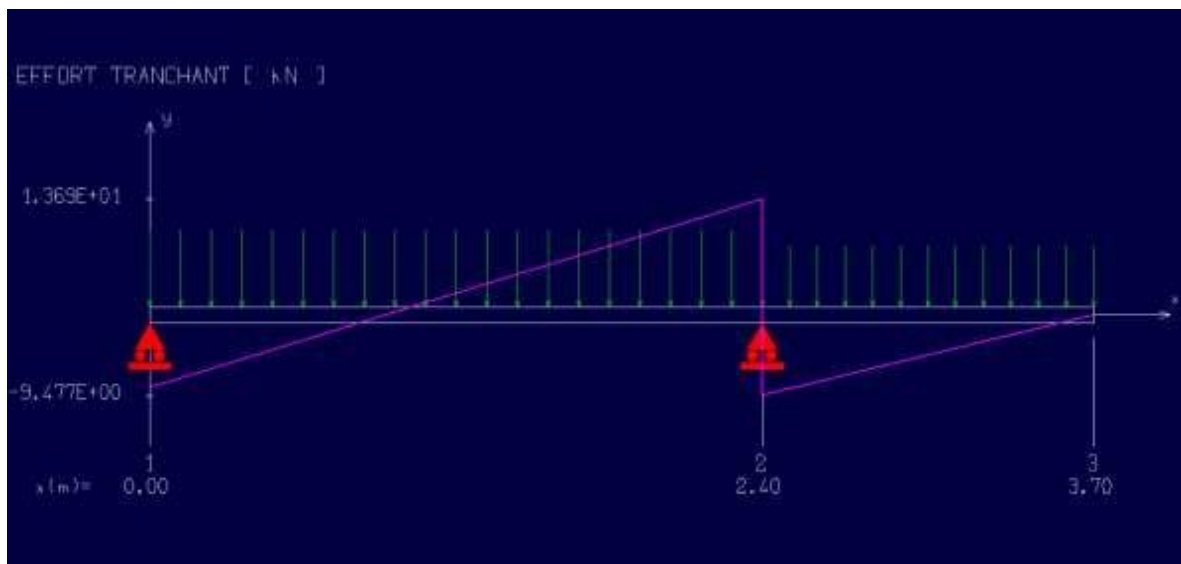 EFFORT TRANCHANT [ kN ]
y
1.369E+01
x
-9.477E+00
1 2 3
x(m)= 0.00 2.40 3.70